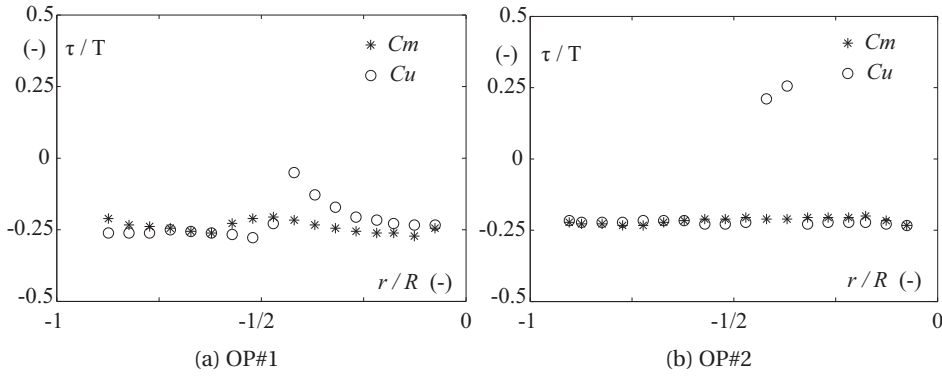 0.5
(-) τ / T
* Cm
○ Cu
0.25
0
-0.25
r / R (-)
-0.5
-1
-1/2
0
(a) OP#1
0.5
(-) τ / T
* Cm
○ Cu
0.25
0
-0.25
r / R (-)
-0.5
-1
-1/2
0
(b) OP#2